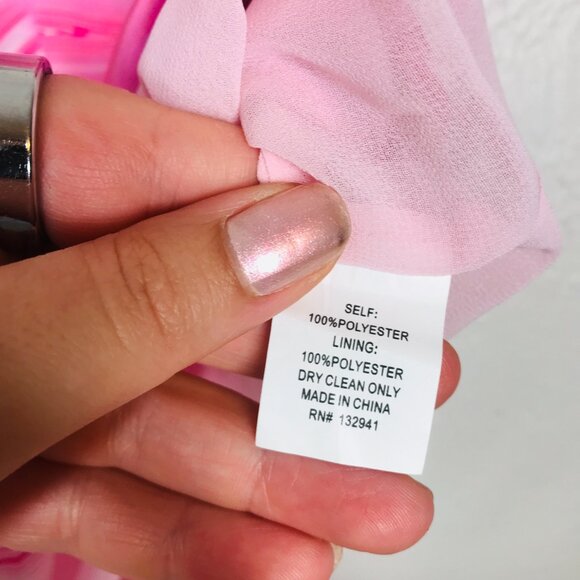 SELF:
100%POLYESTER
LINING:
100%POLYESTER
DRY CLEAN ONLY
MADE IN CHINA
RN# 132941